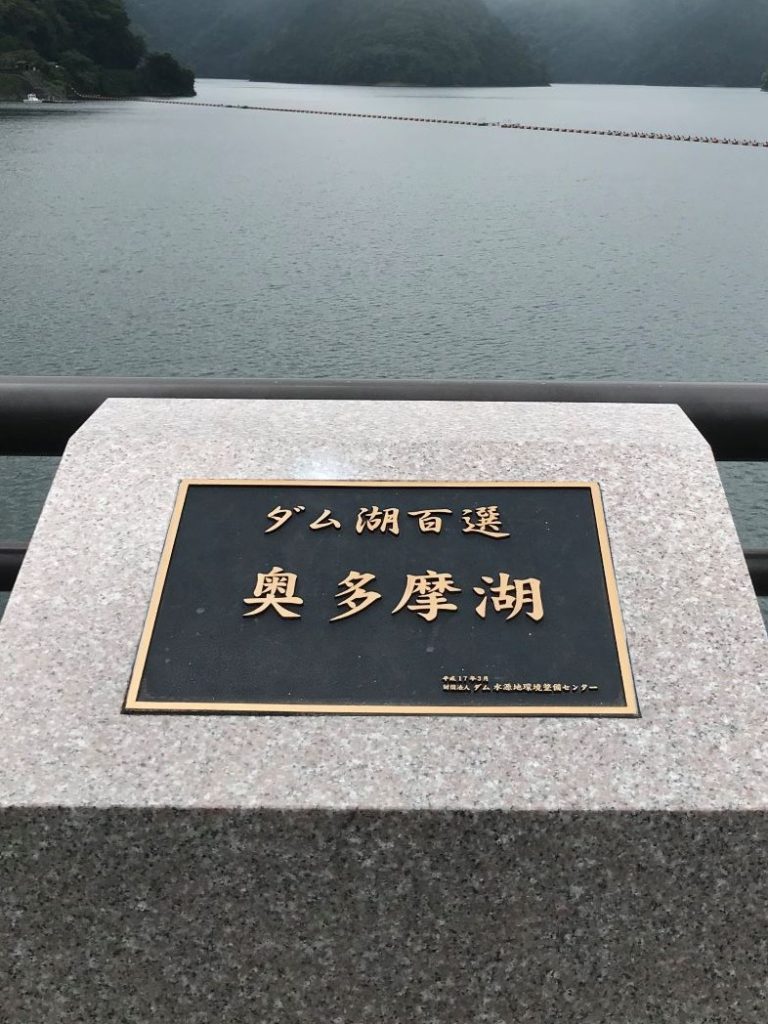 ダム湖百選
奥多摩湖
平成17年3月
財団法人 ダム水源地環境整備センター